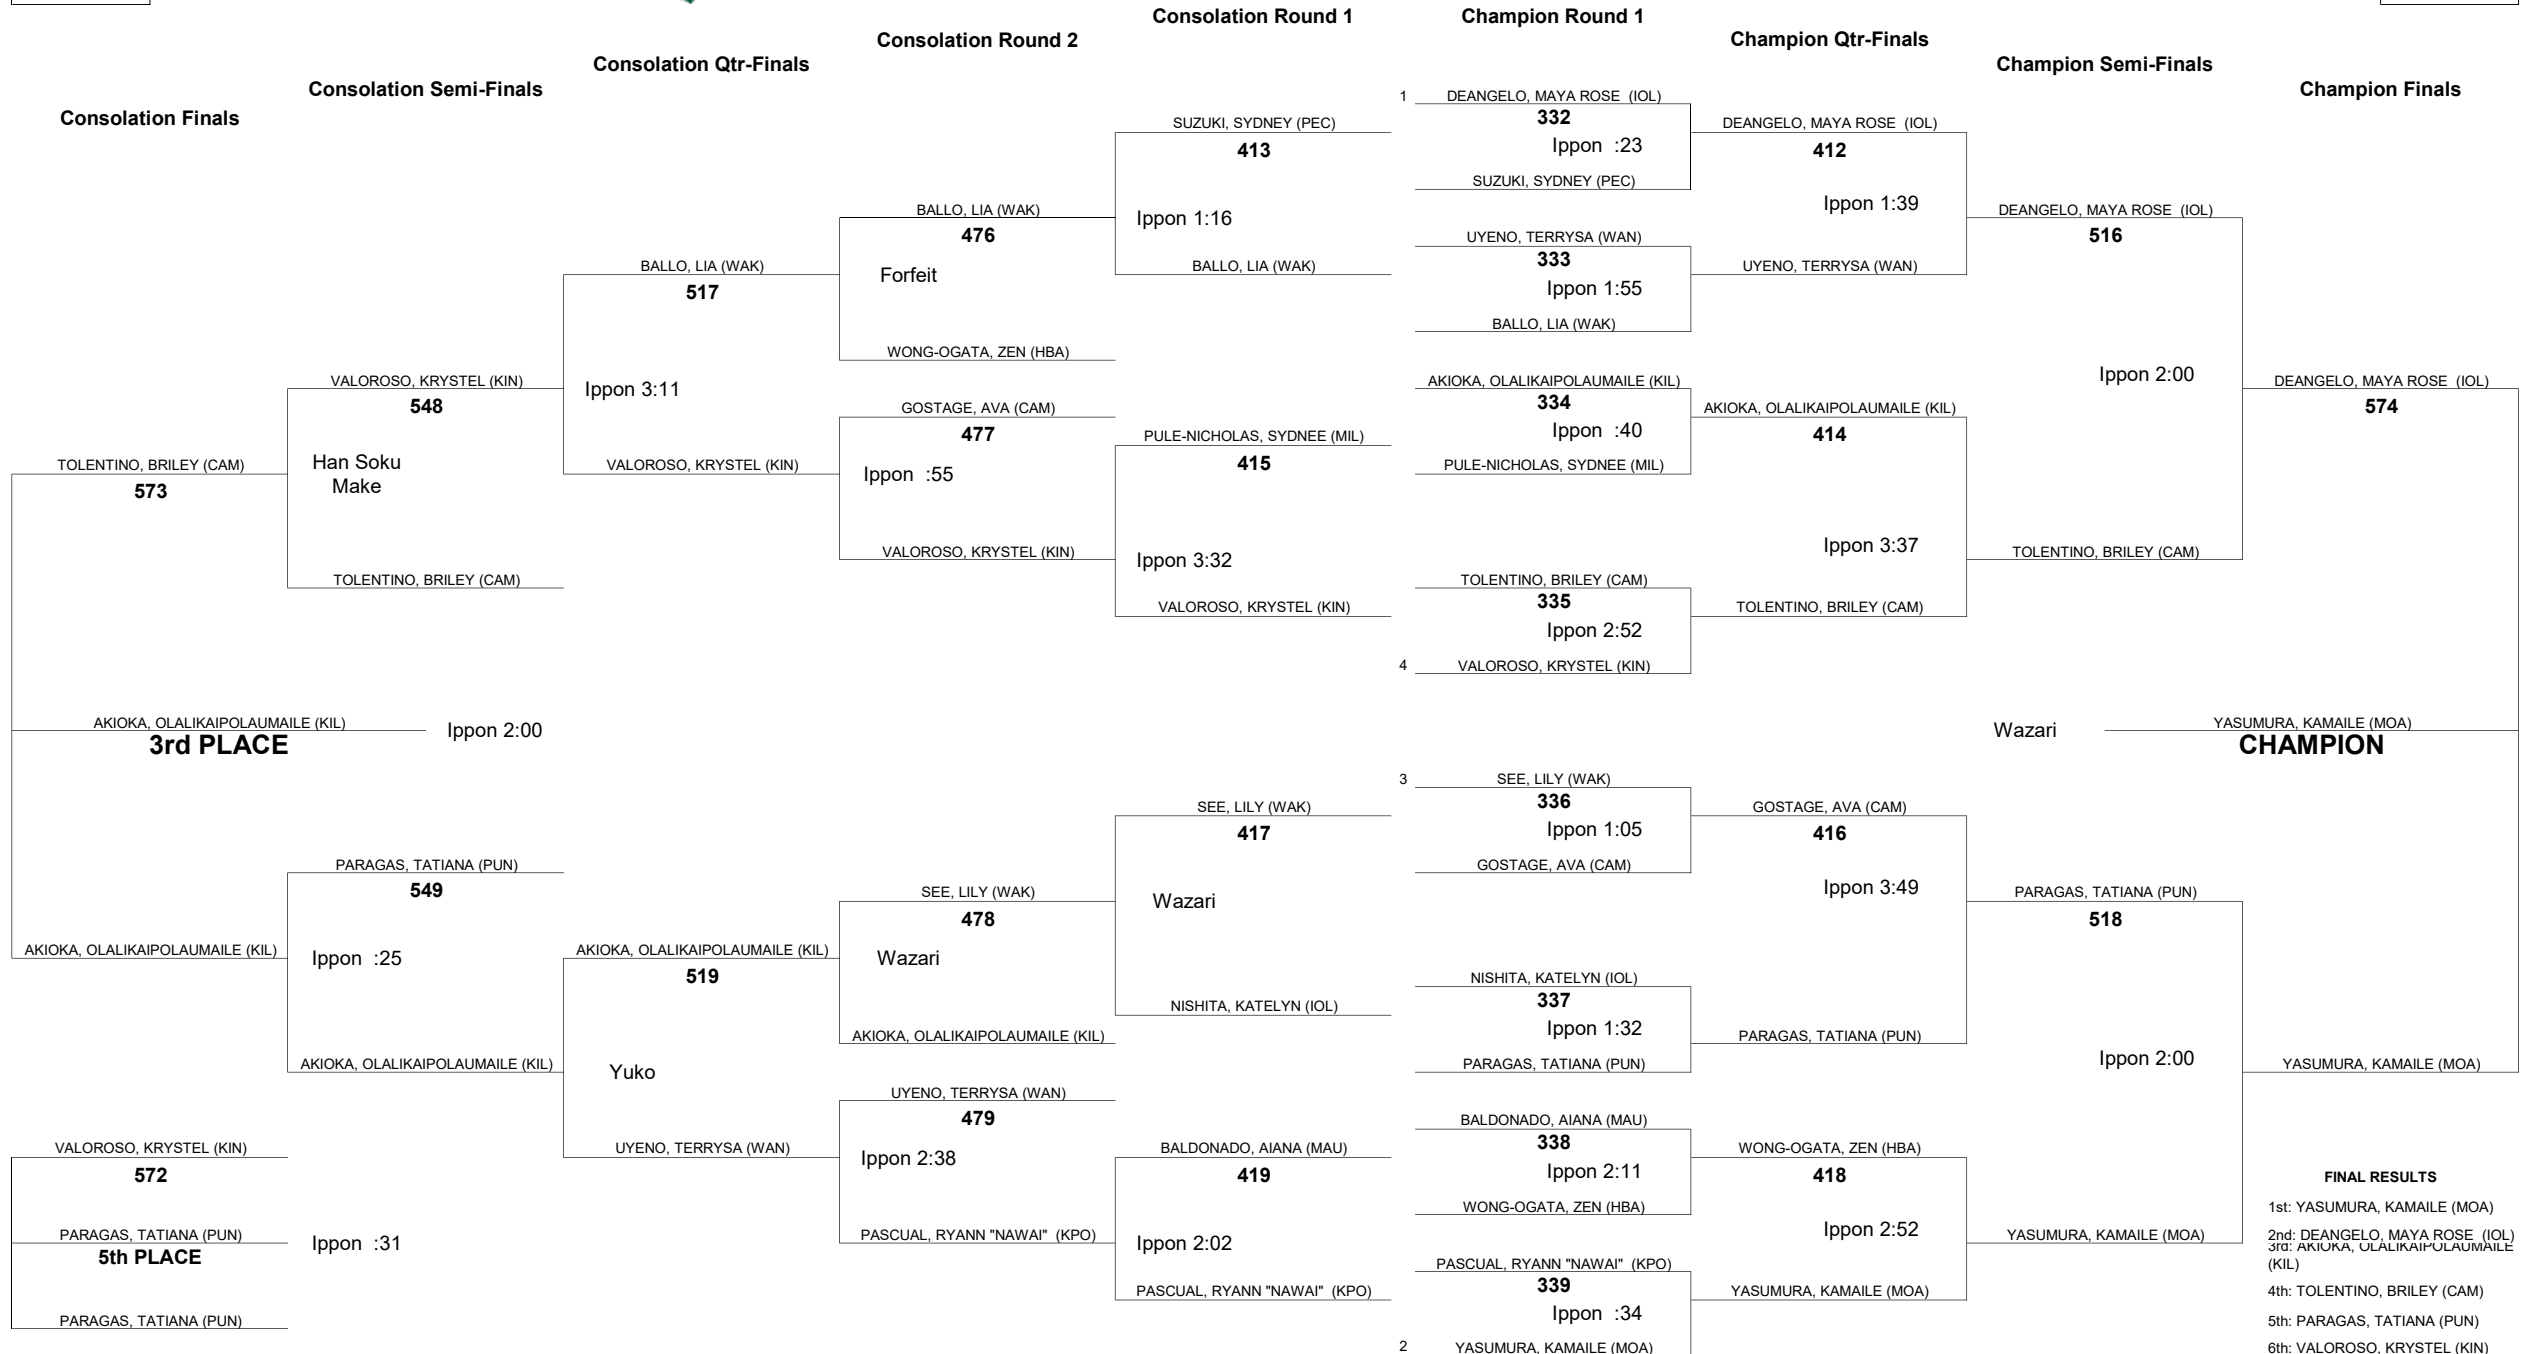 Consolation Round 1
Champion Round 1
Consolation Round 2
Champion Qtr-Finals
Consolation Qtr-Finals
Champion Semi-Finals
Consolation Semi-Finals
Champion Finals
Consolation Finals
SUZUKI, SYDNEY (PEC)
413
Ippon 1:16
BALLO, LIA (WAK)
BALLO, LIA (WAK)
476
Forfeit
WONG-OGATA, ZEN (HBA)
BALLO, LIA (WAK)
517
Ippon 3:11
VALOROSO, KRYSTEL (KIN)
GOSTAGE, AVA (CAM)
477
Ippon :55
VALOROSO, KRYSTEL (KIN)
PULE-NICHOLAS, SYDNEE (MIL)
415
Ippon 3:32
VALOROSO, KRYSTEL (KIN)
VALOROSO, KRYSTEL (KIN)
548
Han Soku
Make
TOLENTINO, BRILEY (CAM)
TOLENTINO, BRILEY (CAM)
573
AKIOKA, OLALIKAIPOLAUMAILE (KIL)
3rd PLACE
Ippon 2:00
AKIOKA, OLALIKAIPOLAUMAILE (KIL)
PARAGAS, TATIANA (PUN)
549
Ippon :25
AKIOKA, OLALIKAIPOLAUMAILE (KIL)
AKIOKA, OLALIKAIPOLAUMAILE (KIL)
519
Yuko
UYENO, TERRYSA (WAN)
SEE, LILY (WAK)
478
Wazari
AKIOKA, OLALIKAIPOLAUMAILE (KIL)
SEE, LILY (WAK)
417
Wazari
NISHITA, KATELYN (IOL)
UYENO, TERRYSA (WAN)
479
Ippon 2:38
PASCUAL, RYANN "NAWAI" (KPO)
BALDONADO, AIANA (MAU)
419
Ippon 2:02
PASCUAL, RYANN "NAWAI" (KPO)
VALOROSO, KRYSTEL (KIN)
572
PARAGAS, TATIANA (PUN)
5th PLACE
Ippon :31
PARAGAS, TATIANA (PUN)
1
DEANGELO, MAYA ROSE (IOL)
332
Ippon :23
SUZUKI, SYDNEY (PEC)
UYENO, TERRYSA (WAN)
333
Ippon 1:55
BALLO, LIA (WAK)
AKIOKA, OLALIKAIPOLAUMAILE (KIL)
334
Ippon :40
PULE-NICHOLAS, SYDNEE (MIL)
TOLENTINO, BRILEY (CAM)
335
Ippon 2:52
4
VALOROSO, KRYSTEL (KIN)
3
SEE, LILY (WAK)
336
Ippon 1:05
GOSTAGE, AVA (CAM)
NISHITA, KATELYN (IOL)
337
Ippon 1:32
PARAGAS, TATIANA (PUN)
BALDONADO, AIANA (MAU)
338
Ippon 2:11
WONG-OGATA, ZEN (HBA)
PASCUAL, RYANN "NAWAI" (KPO)
339
Ippon :34
2
YASUMURA, KAMAILE (MOA)
DEANGELO, MAYA ROSE (IOL)
412
Ippon 1:39
UYENO, TERRYSA (WAN)
AKIOKA, OLALIKAIPOLAUMAILE (KIL)
414
Ippon 3:37
TOLENTINO, BRILEY (CAM)
GOSTAGE, AVA (CAM)
416
Ippon 3:49
PARAGAS, TATIANA (PUN)
WONG-OGATA, ZEN (HBA)
418
Ippon 2:52
YASUMURA, KAMAILE (MOA)
DEANGELO, MAYA ROSE (IOL)
516
Ippon 2:00
TOLENTINO, BRILEY (CAM)
PARAGAS, TATIANA (PUN)
518
Ippon 2:00
YASUMURA, KAMAILE (MOA)
DEANGELO, MAYA ROSE (IOL)
574
Wazari
YASUMURA, KAMAILE (MOA)
CHAMPION
YASUMURA, KAMAILE (MOA)
FINAL RESULTS
1st: YASUMURA, KAMAILE (MOA)
2nd: DEANGELO, MAYA ROSE (IOL)
3rd: AKIOKA, OLALIKAIPOLAUMAILE
(KIL)
4th: TOLENTINO, BRILEY (CAM)
5th: PARAGAS, TATIANA (PUN)
6th: VALOROSO, KRYSTEL (KIN)